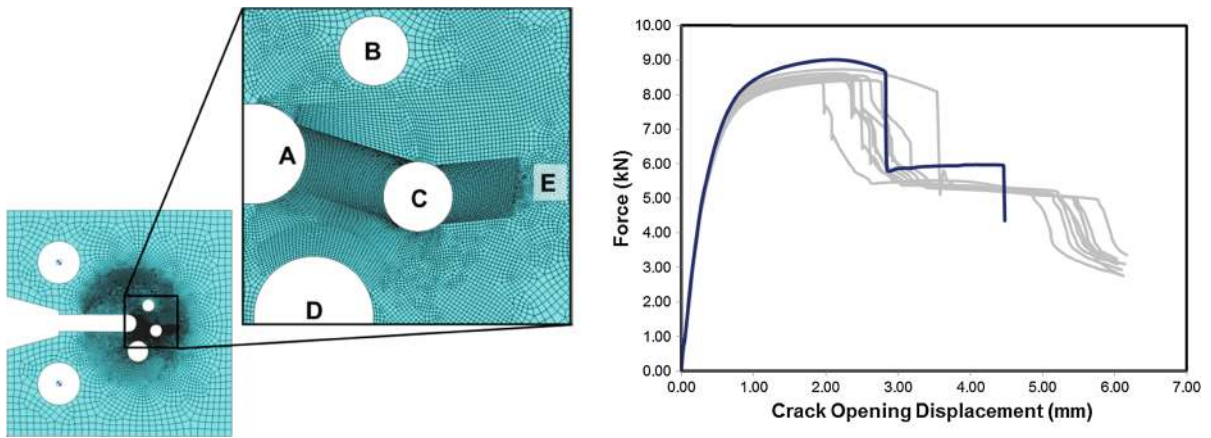 B
A
C
E
D
10.00
9.00
8.00
7.00
6.00
5.00
4.00
3.00
2.00
1.00
0.00
Force (kN)
0.00 1.00 2.00 3.00 4.00 5.00 6.00 7.00
Crack Opening Displacement (mm)